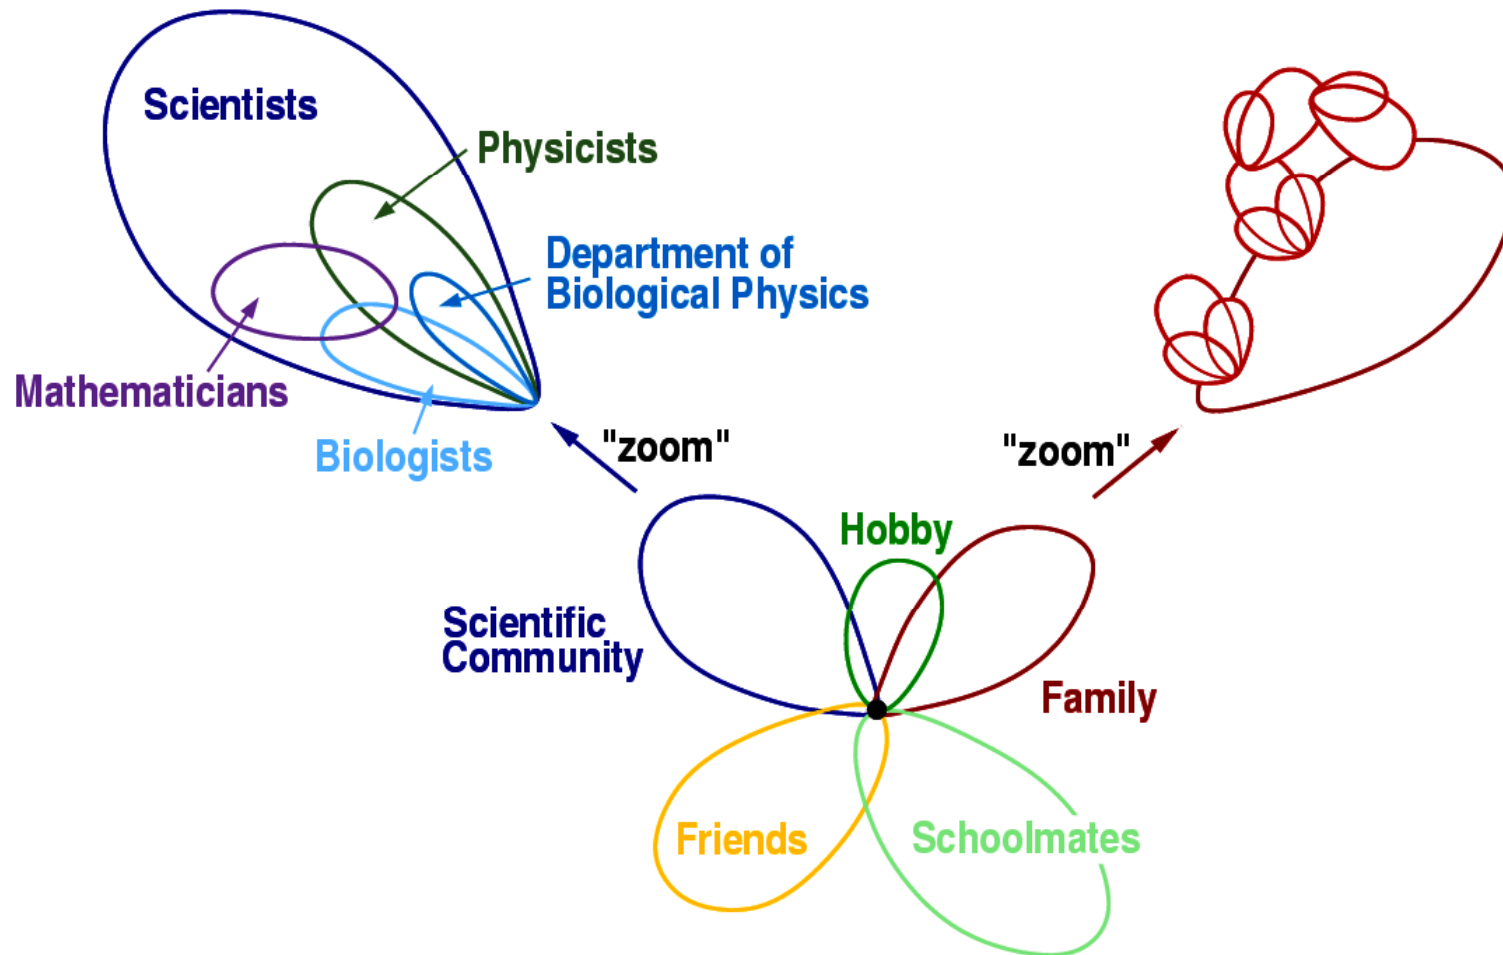 Scientists
Physicists
Department of
Biological Physics
Mathematicians
Biologists
"zoom"
"zoom"
Hobby
Scientific
Community
Family
Friends
Schoolmates